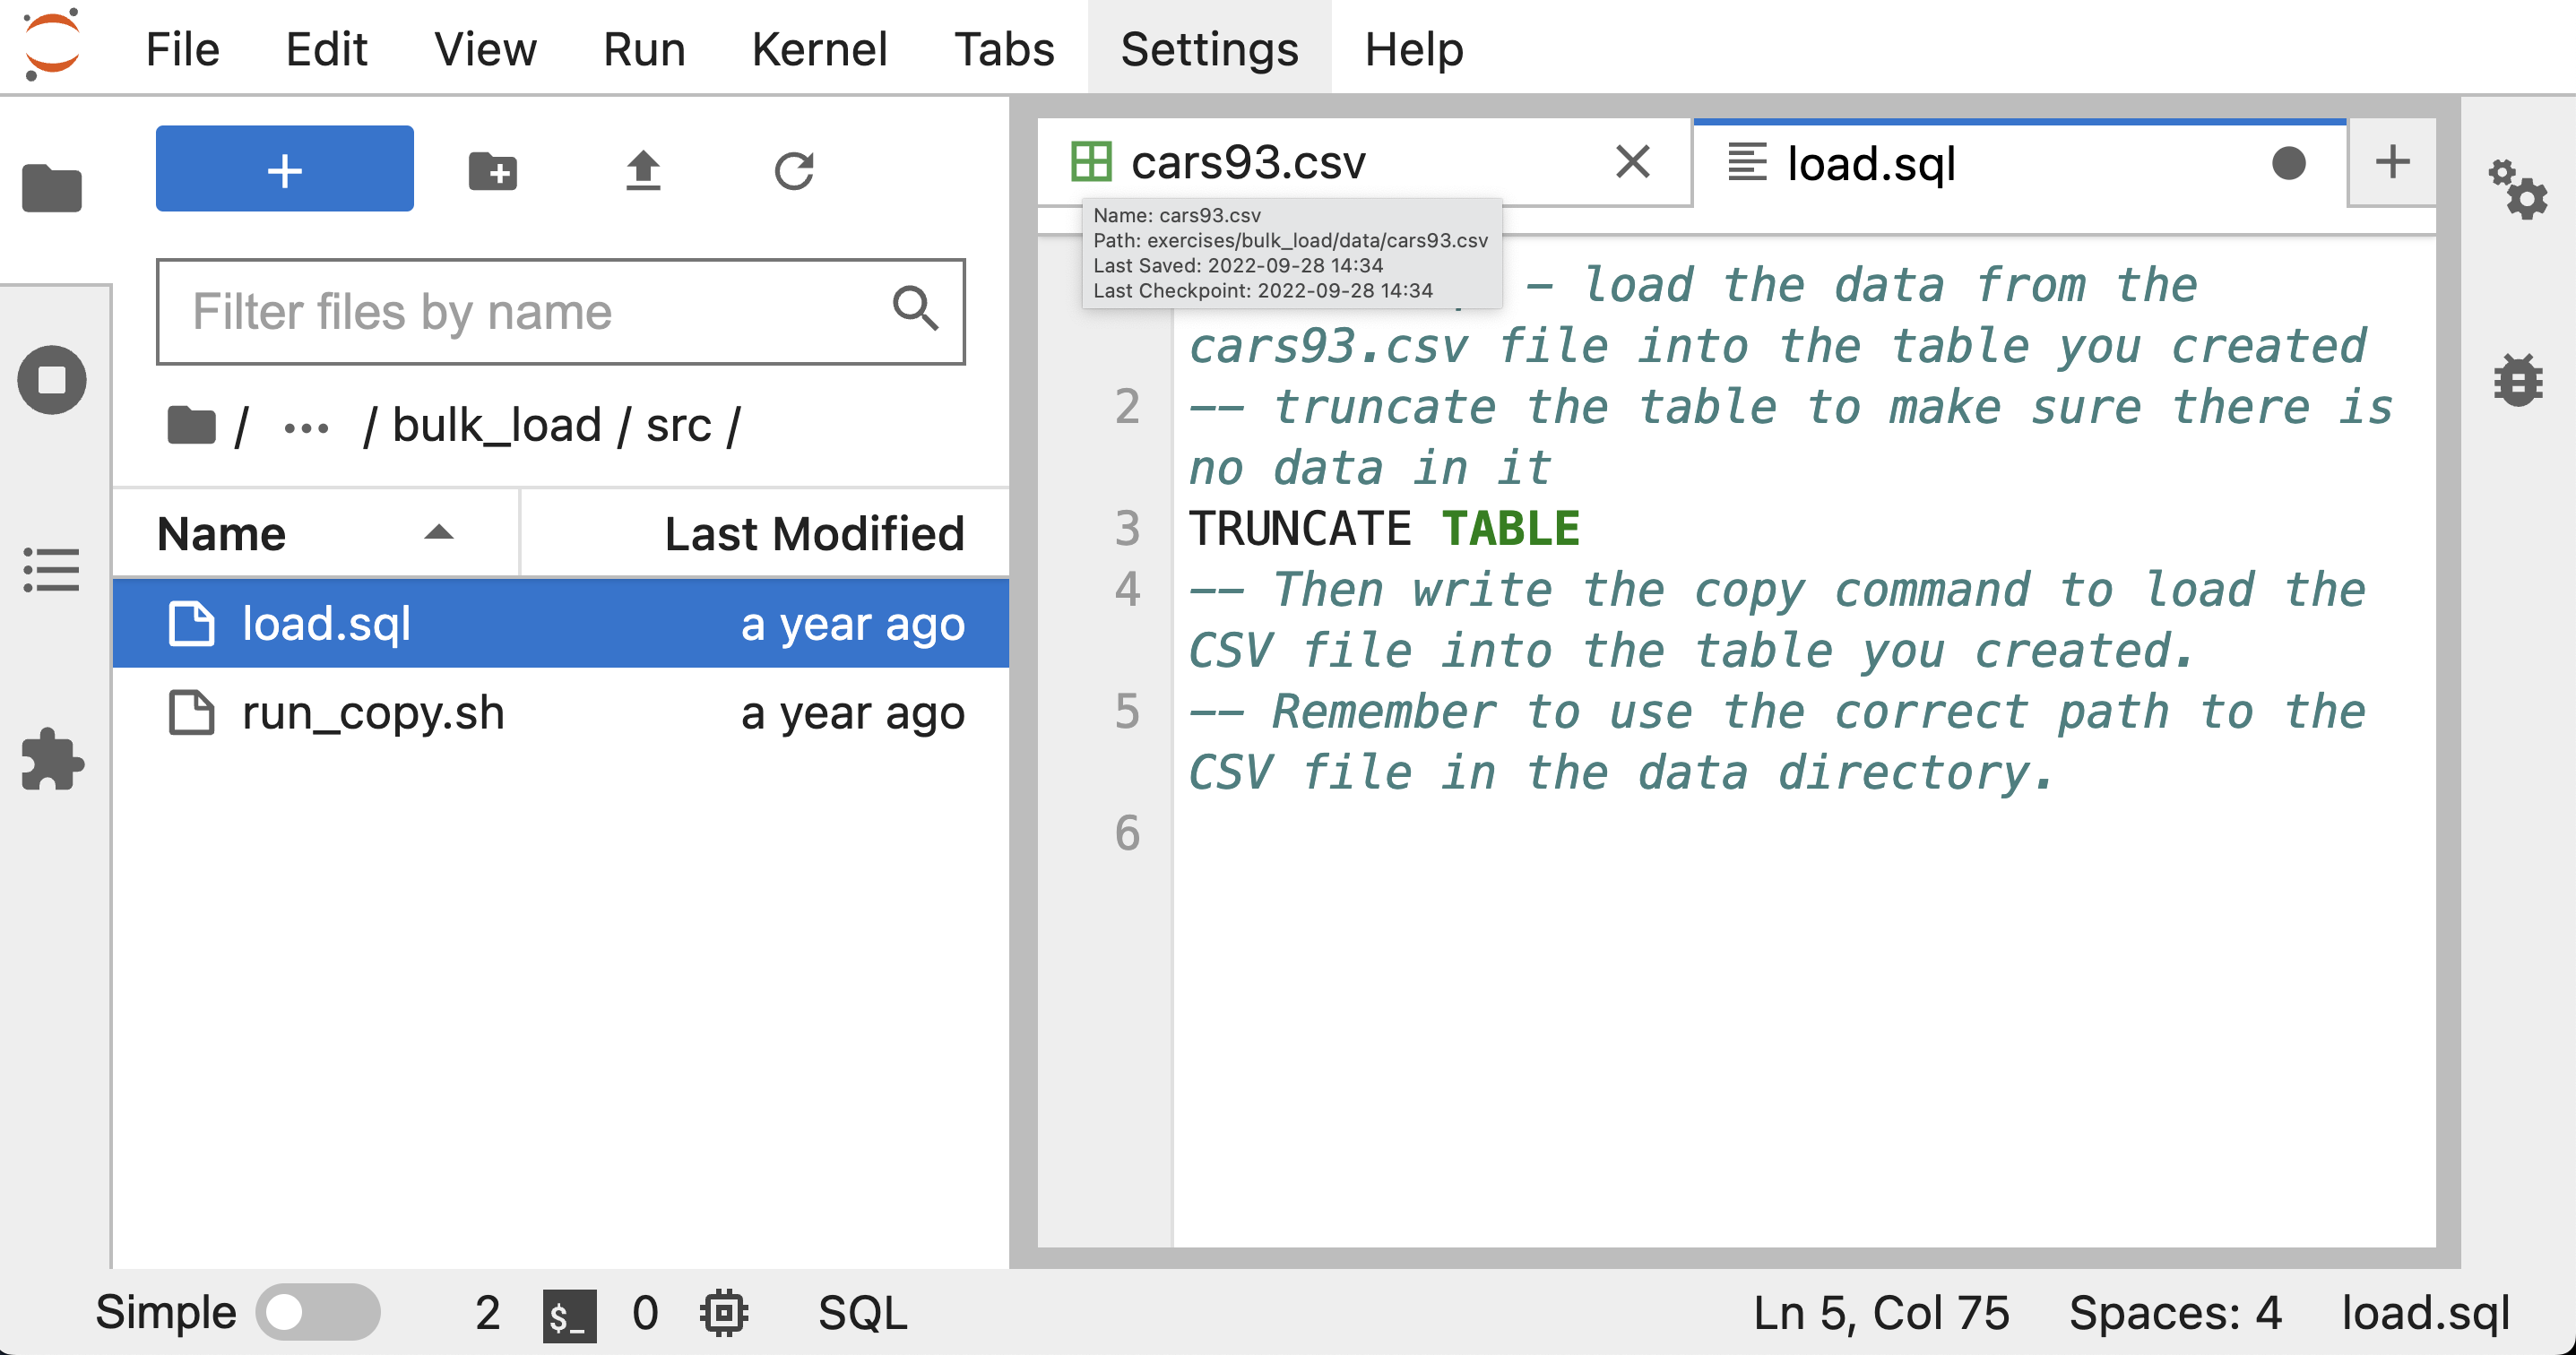 File Edit View Run Kernel Tabs Settings Help
+
Filter files by name
/ ... / bulk_load / src /
Name Last Modified
load.sql a year ago
run_copy.sh a year ago
cars93.csv
load.sql
+
Name: cars93.csv
Path: exercises/bulk_load/data/cars93.csv
Last Saved: 2022-09-28 14:34
Last Checkpoint: 2022-09-28 14:34
- load the data from the
cars93.csv file into the table you created
2 -- truncate the table to make sure there is
no data in it
3 TRUNCATE TABLE
4 -- Then write the copy command to load the
CSV file into the table you created.
5 -- Remember to use the correct path to the
CSV file in the data directory.
6
Simple 2 $_ 0 SQL Ln 5, Col 75 Spaces: 4 load.sql